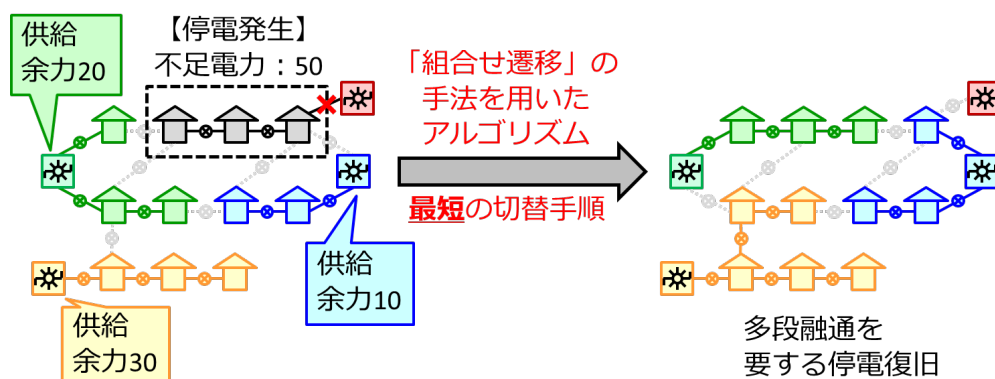 供給
余力20
【停電発生】
不足電力：50
「組合せ遷移」の
手法を用いた
アルゴリズム
最短の切替手順
供給
余力10
供給
余力30
多段融通を
要する停電復旧